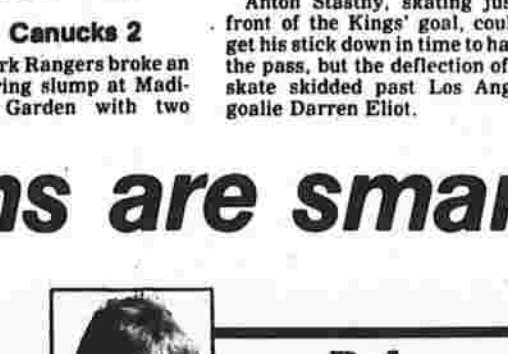 Canucks 2
rk Rangers broke an
ring slump at Madi-
Garden with two
Anton Stastny, skating jus
front of the Kings' goal, coul
get his stick down in time to ha
the pass, but the deflection of
skate skidded past Los Ang
goalie Darren Eliot.
ns are smar